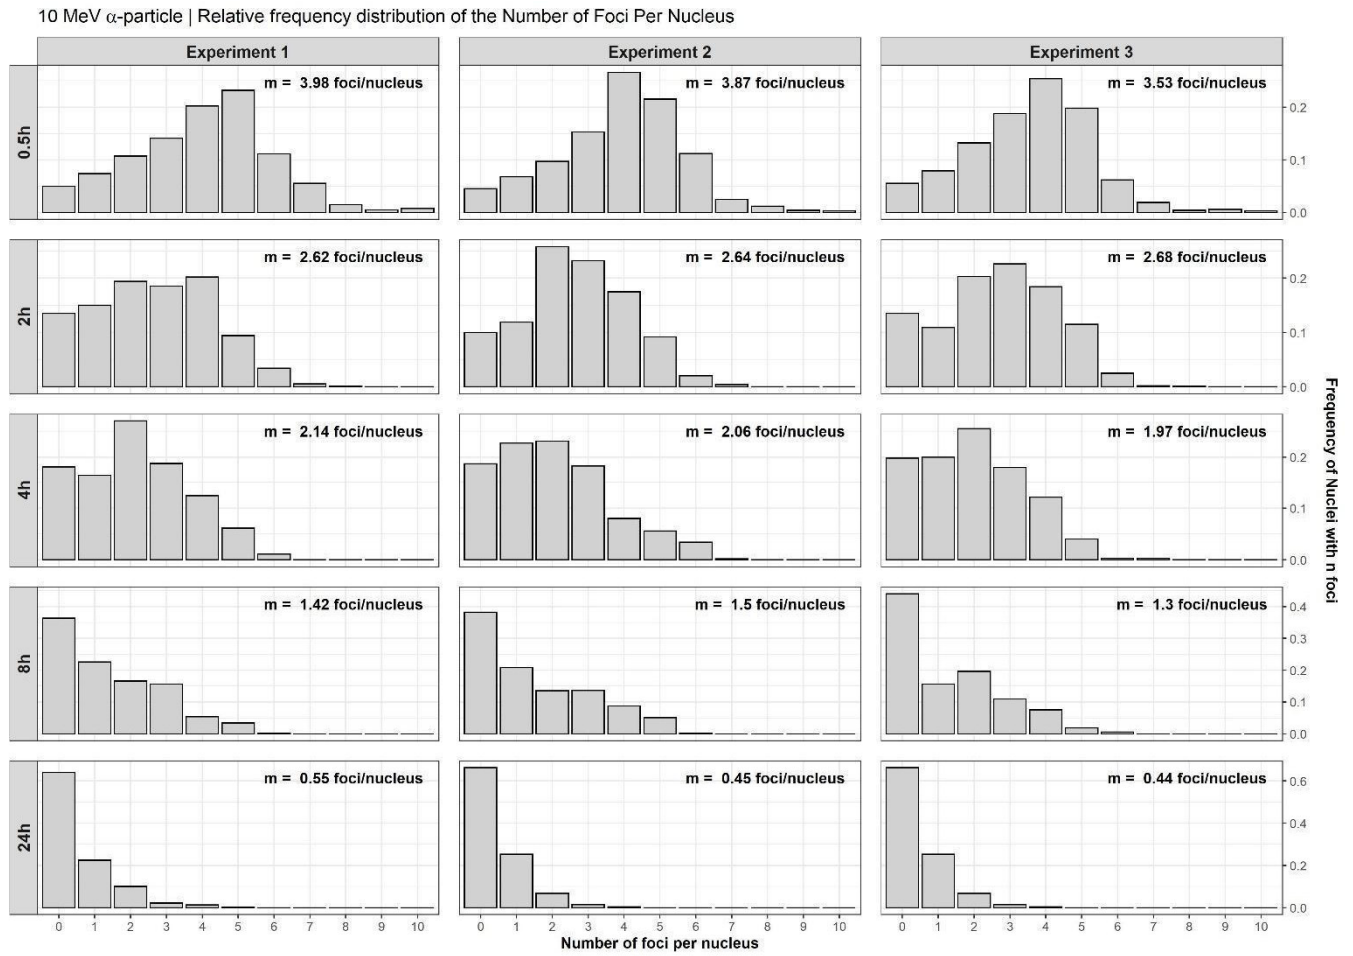 10 MeV α-particle | Relative frequency distribution of the Number of Foci Per Nucleus
Experiment 1
Experiment 2
Experiment 3
0.5h
m = 3.98 foci/nucleus
m = 3.87 foci/nucleus
m = 3.53 foci/nucleus
0.2
0.1
0.0
2h
m = 2.62 foci/nucleus
m = 2.64 foci/nucleus
m = 2.68 foci/nucleus
0.2
0.1
0.0
4h
m = 2.14 foci/nucleus
m = 2.06 foci/nucleus
m = 1.97 foci/nucleus
0.2
0.1
0.0
8h
m = 1.42 foci/nucleus
m = 1.5 foci/nucleus
m = 1.3 foci/nucleus
0.4
0.3
0.2
0.1
0.0
24h
m = 0.55 foci/nucleus
m = 0.45 foci/nucleus
m = 0.44 foci/nucleus
0.6
0.4
0.2
0.0
0 1 2 3 4 5 6 7 8 9 10
0 1 2 3 4 5 6 7 8 9 10
0 1 2 3 4 5 6 7 8 9 10
Number of foci per nucleus
Frequency of Nuclei with n foci